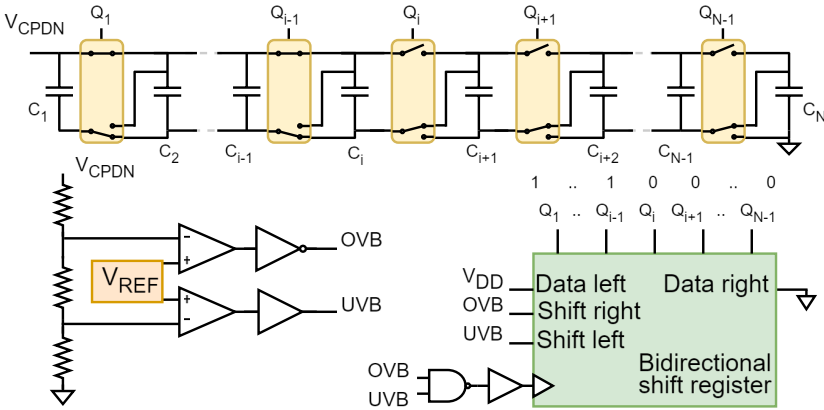 V_CPDN Q_1 Q_i-1 Q_i Q_i+1 Q_N-1
C_1 C_2 C_i-1 C_i C_i+1 C_i+2 C_N-1 C_N
V_CPDN
1 .. 1 0 0 .. 0
Q_1 .. Q_i-1 Q_i Q_i+1 .. Q_N-1
- + OVB
V_REF
+ - UVB
V_DD Data left Data right
OVB Shift right
UVB Shift left
Bidirectional
shift register
OVB
UVB